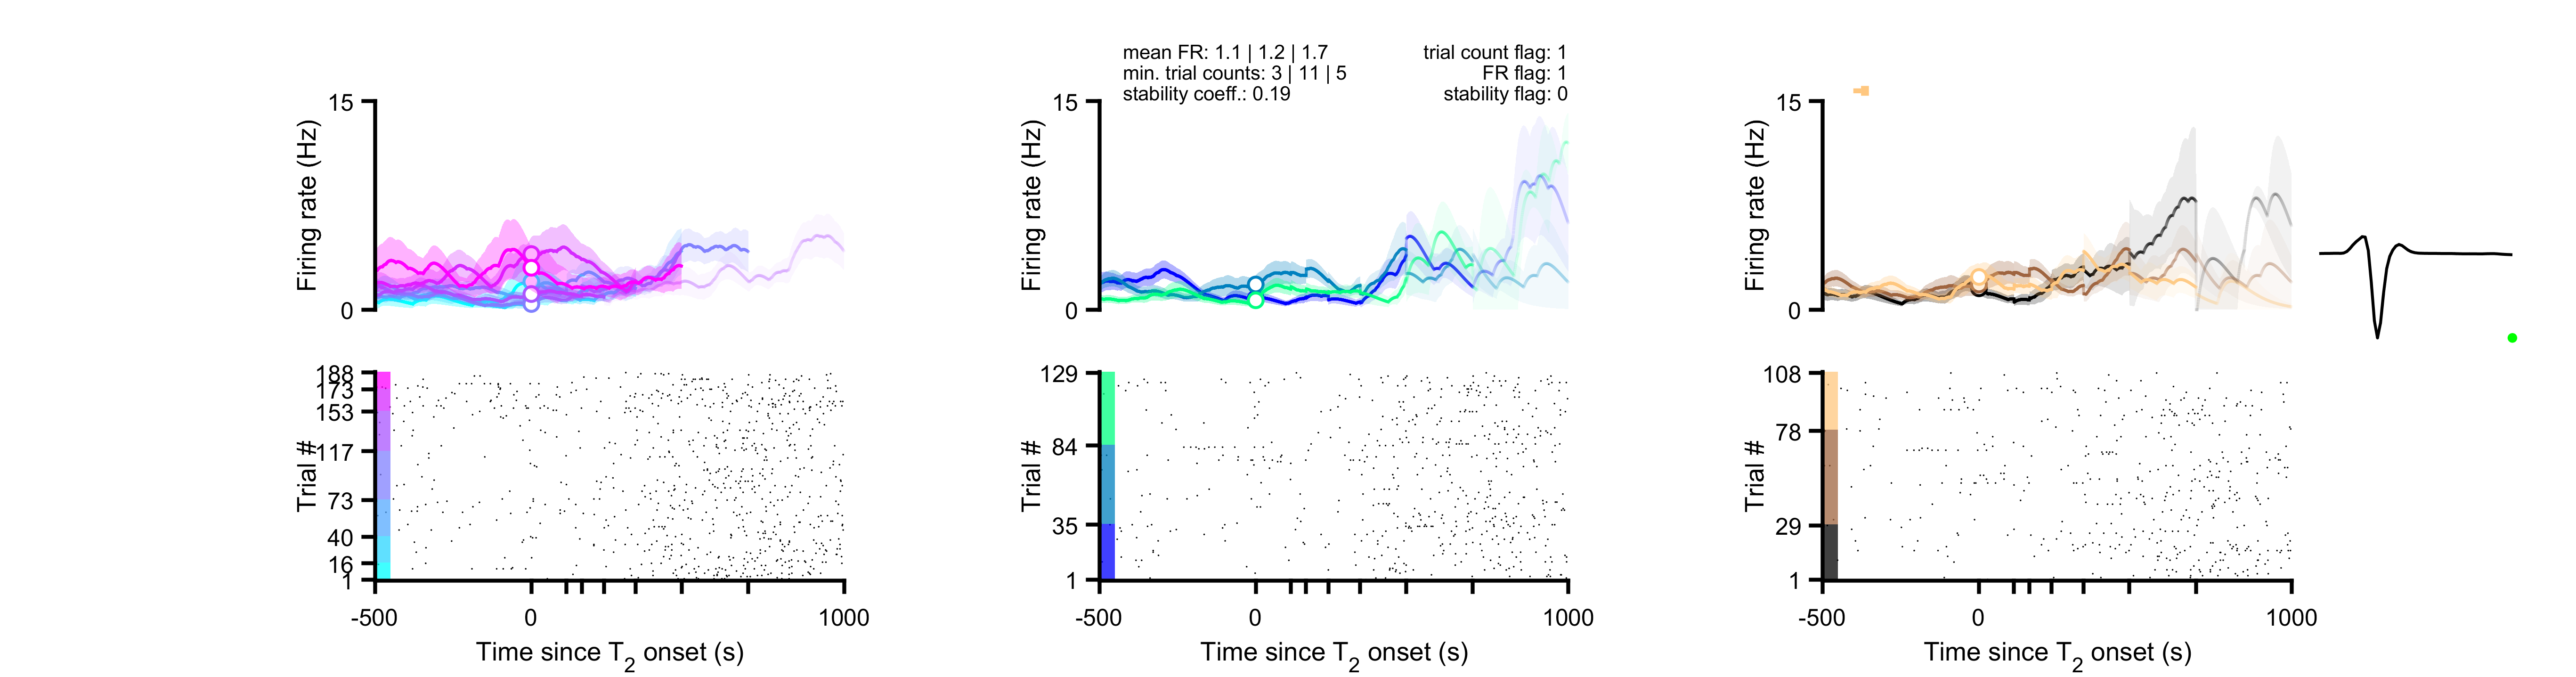 mean FR: 1.1 | 1.2 | 1.7
min. trial counts: 3 | 11 | 5
stability coeff.: 0.19
trial count flag: 1
FR flag: 1
stability flag: 0
15
0
Firing rate (Hz)
188
173
153
117
73
40
16
1
Trial #
-500
0
1000
Time since T2 onset (s)
15
0
Firing rate (Hz)
129
84
35
1
Trial #
-500
0
1000
Time since T2 onset (s)
15
0
Firing rate (Hz)
108
78
29
1
Trial #
-500
0
1000
Time since T2 onset (s)